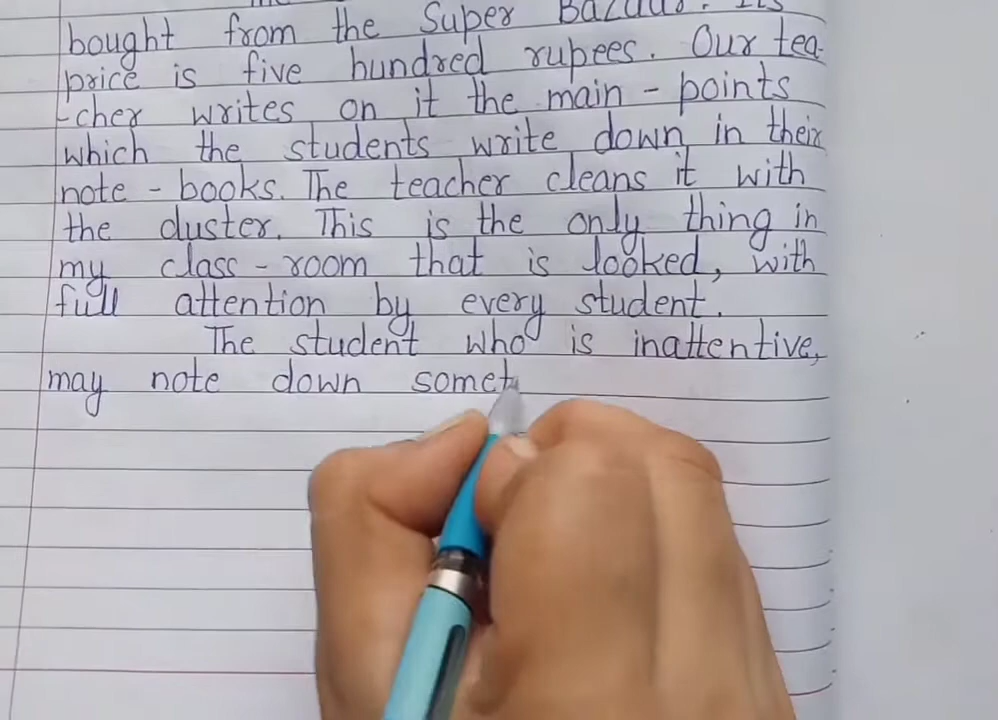 bought from the Super Bazaar. Its
price is five hundred rupees. Our tea-
-cher writes on it the main - points
which the students write down in their
note - books. The teacher cleans it with
the duster. This is the only thing in
my class - room that is looked, with
full attention by every student.
The student who is inattentive,
may note down somet